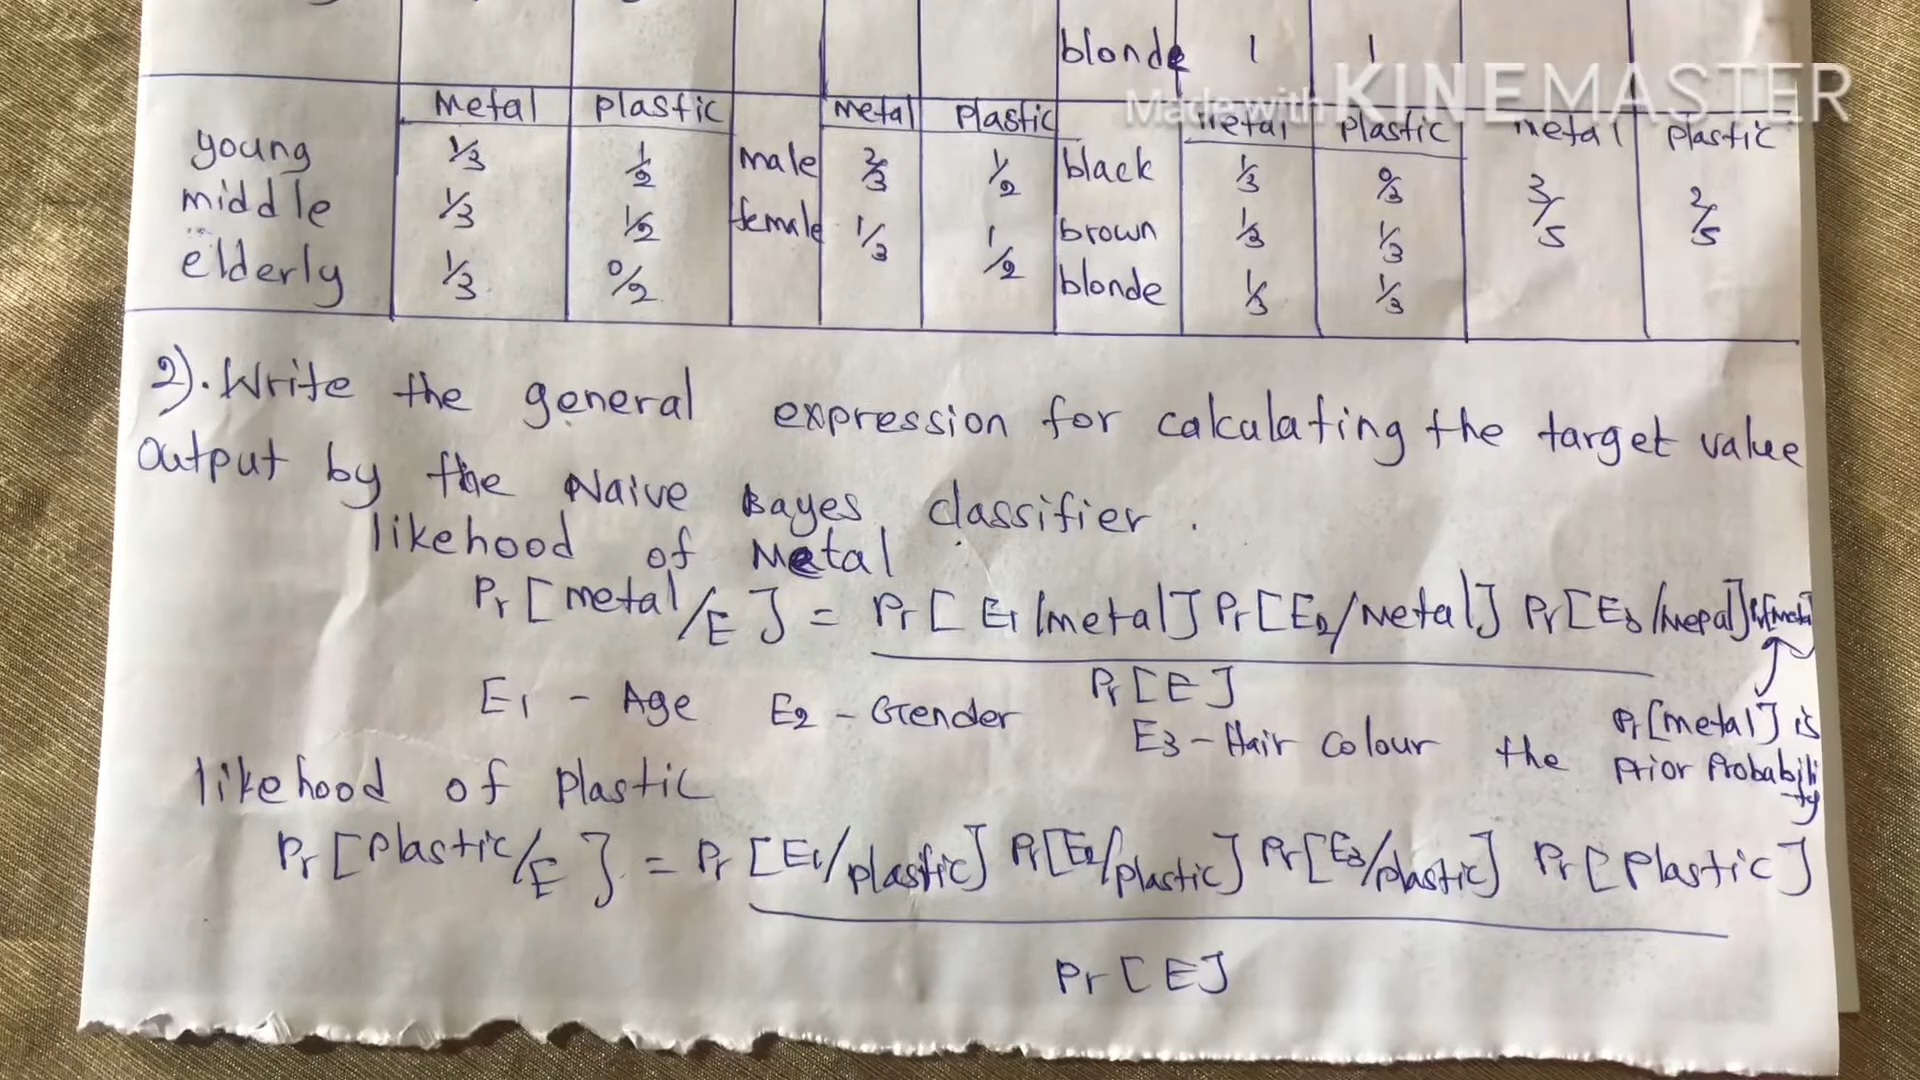 blonde 1 1
Made with KINEMASTER
metal plastic metal plastic metal plastic metal plastic
young 1/3 1/2 male 2/3 1/2 black 1/3 0/3 3/5 2/5
middle 1/3 1/2 female 1/3 1/2 brown 1/3 1/3
elderly 1/3 0/2 blonde 1/3 1/3
2). Write the general expression for calculating the target value
output by the Naive Bayes classifier.
likehood of Metal
Pr[metal/E] = Pr[E1/metal] Pr[E2/Metal] Pr[E3/Mepal]
Pr[E]
E1 - Age E2 - Gender E3 - Hair colour the Pr[metal] is
Prior Probability
likehood of plastic
Pr[plastic/E] = Pr[E1/plastic] Pr[E2/plastic] Pr[E3/plastic] Pr[plastic]
Pr[E]